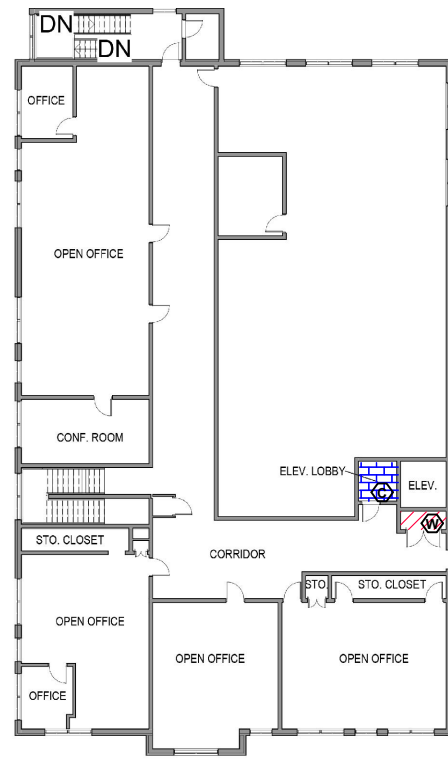 DN
DN
OFFICE
OPEN OFFICE
CONF. ROOM
ELEV. LOBBY
ELEV.
C
W
STO. CLOSET
CORRIDOR
STO.
STO. CLOSET
OPEN OFFICE
OPEN OFFICE
OPEN OFFICE
OFFICE